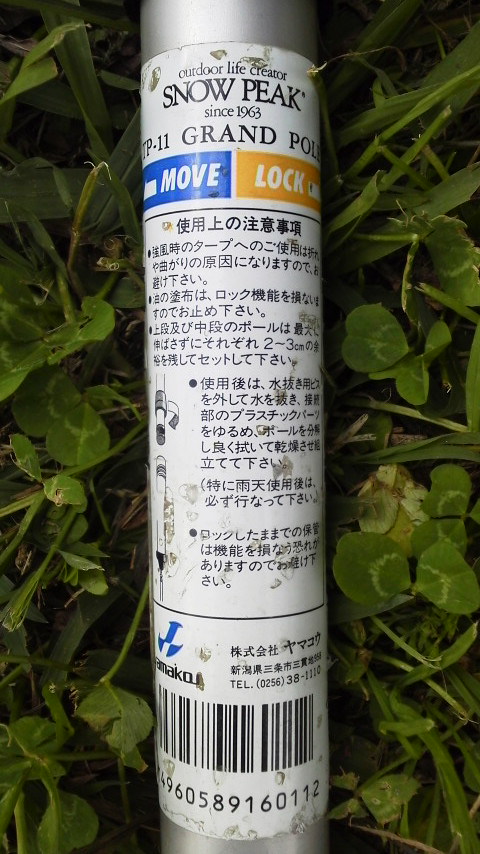 outdoor life creator
SNOW PEAK®
since 1963
TP-11 GRAND POL
MOVE LOCK
使用上の注意事項
●強風時のタープへのご使用は折れ
や曲がりの原因になりますので、お
避け下さい。
●油の塗布は、ロック機能を損ないま
すのでお止め下さい。
●上段及び中段のポールは最大に
伸ばさずにそれぞれ2〜3cmの余
裕を残してセットして下さい。
●使用後は、水抜き用ビス
を外して水を抜き、接続
部のプラスチックパーツ
をゆるめ、ポールを分解
し良く拭いて乾燥させ組
立てて下さい。
(特に雨天使用後は、
必ず行なって下さい。)
●ロックしたままでの保管
は機能を損なう恐れが
ありますのでお避け下
さい。
yamako
株式会社 ヤマコウ
新潟県三条市三貫地
TEL.(0256)38-1110
4960589160112